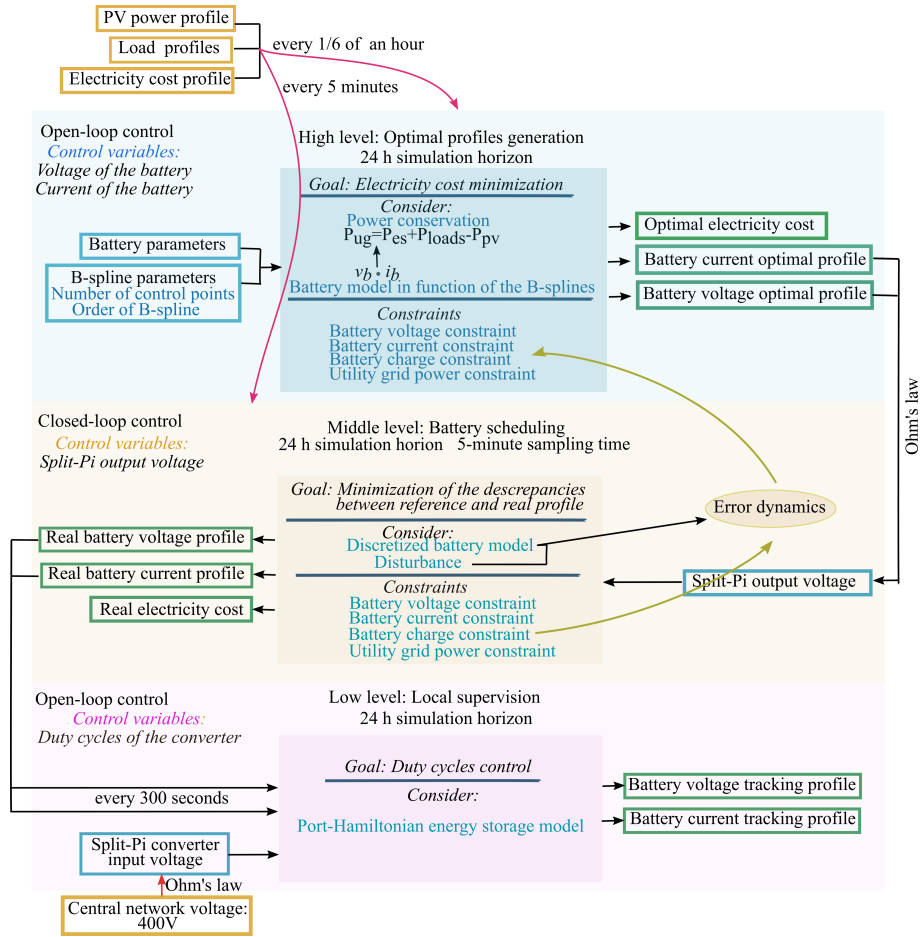 PV power profile
Load profiles
Electricity cost profile
every 1/6 of an hour
every 5 minutes
Open-loop control
Control variables:
Voltage of the battery
Current of the battery
High level: Optimal profiles generation
24 h simulation horizon
Goal: Electricity cost minimization
Consider:
Power conservation
Pug=Pes+Ploads-Ppv
vb · ib
Battery model in function of the B-splines
Constraints
Battery voltage constraint
Battery current constraint
Battery charge constraint
Utility grid power constraint
Battery parameters
B-spline parameters
Number of control points
Order of B-spline
Optimal electricity cost
Battery current optimal profile
Battery voltage optimal profile
Ohm's law
Closed-loop control
Control variables:
Split-Pi output voltage
Middle level: Battery scheduling
24 h simulation horion 5-minute sampling time
Goal: Minimization of the descrepancies
between reference and real profile
Consider:
Discretized battery model
Disturbance
Constraints
Battery voltage constraint
Battery current constraint
Battery charge constraint
Utility grid power constraint
Error dynamics
Split-Pi output voltage
Real battery voltage profile
Real battery current profile
Real electricity cost
Open-loop control
Control variables:
Duty cycles of the converter
Low level: Local supervision
24 h simulation horizon
Goal: Duty cycles control
Consider:
Port-Hamiltonian energy storage model
every 300 seconds
Battery voltage tracking profile
Battery current tracking profile
Split-Pi converter
input voltage
Ohm's law
Central network voltage:
400V